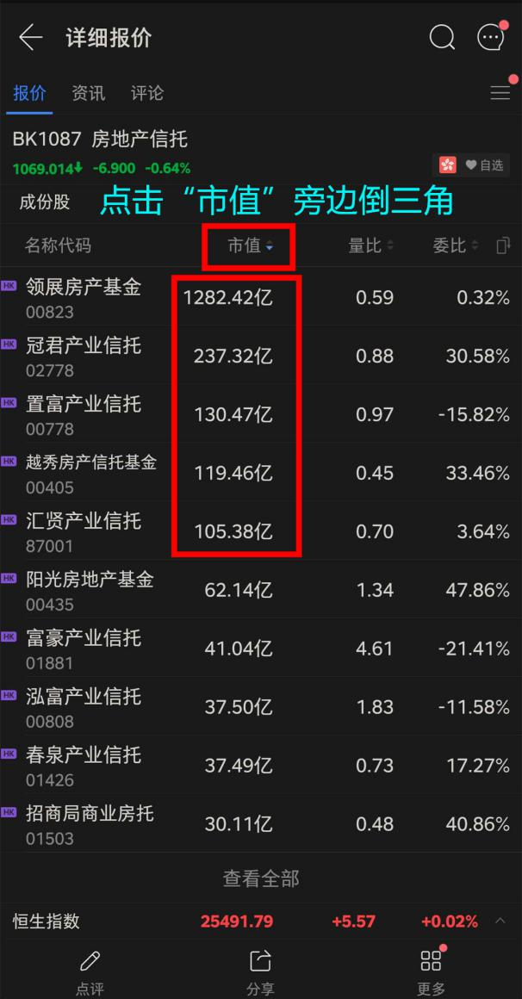 详细报价
报价 资讯 评论
BK1087 房地产信托
1069.014 -6.900 -0.64% 自选
成份股 点击“市值”旁边倒三角
名称代码 市值 量比 委比
HK 领展房产基金 1282.42亿 0.59 0.32%
00823
HK 冠君产业信托 237.32亿 0.88 30.58%
02778
HK 置富产业信托 130.47亿 0.97 -15.82%
00778
HK 越秀房产信托基金 119.46亿 0.45 33.46%
00405
HK 汇贤产业信托 105.38亿 0.70 3.64%
87001
HK 阳光房地产基金 62.14亿 1.34 47.86%
00435
HK 富豪产业信托 41.04亿 4.61 -21.41%
01881
HK 泓富产业信托 37.50亿 1.83 -11.58%
00808
HK 春泉产业信托 37.49亿 0.73 17.27%
01426
HK 招商局商业房托 30.11亿 0.48 40.86%
01503
查看全部
恒生指数 25491.79 +5.57 +0.02%
点评 分享 更多